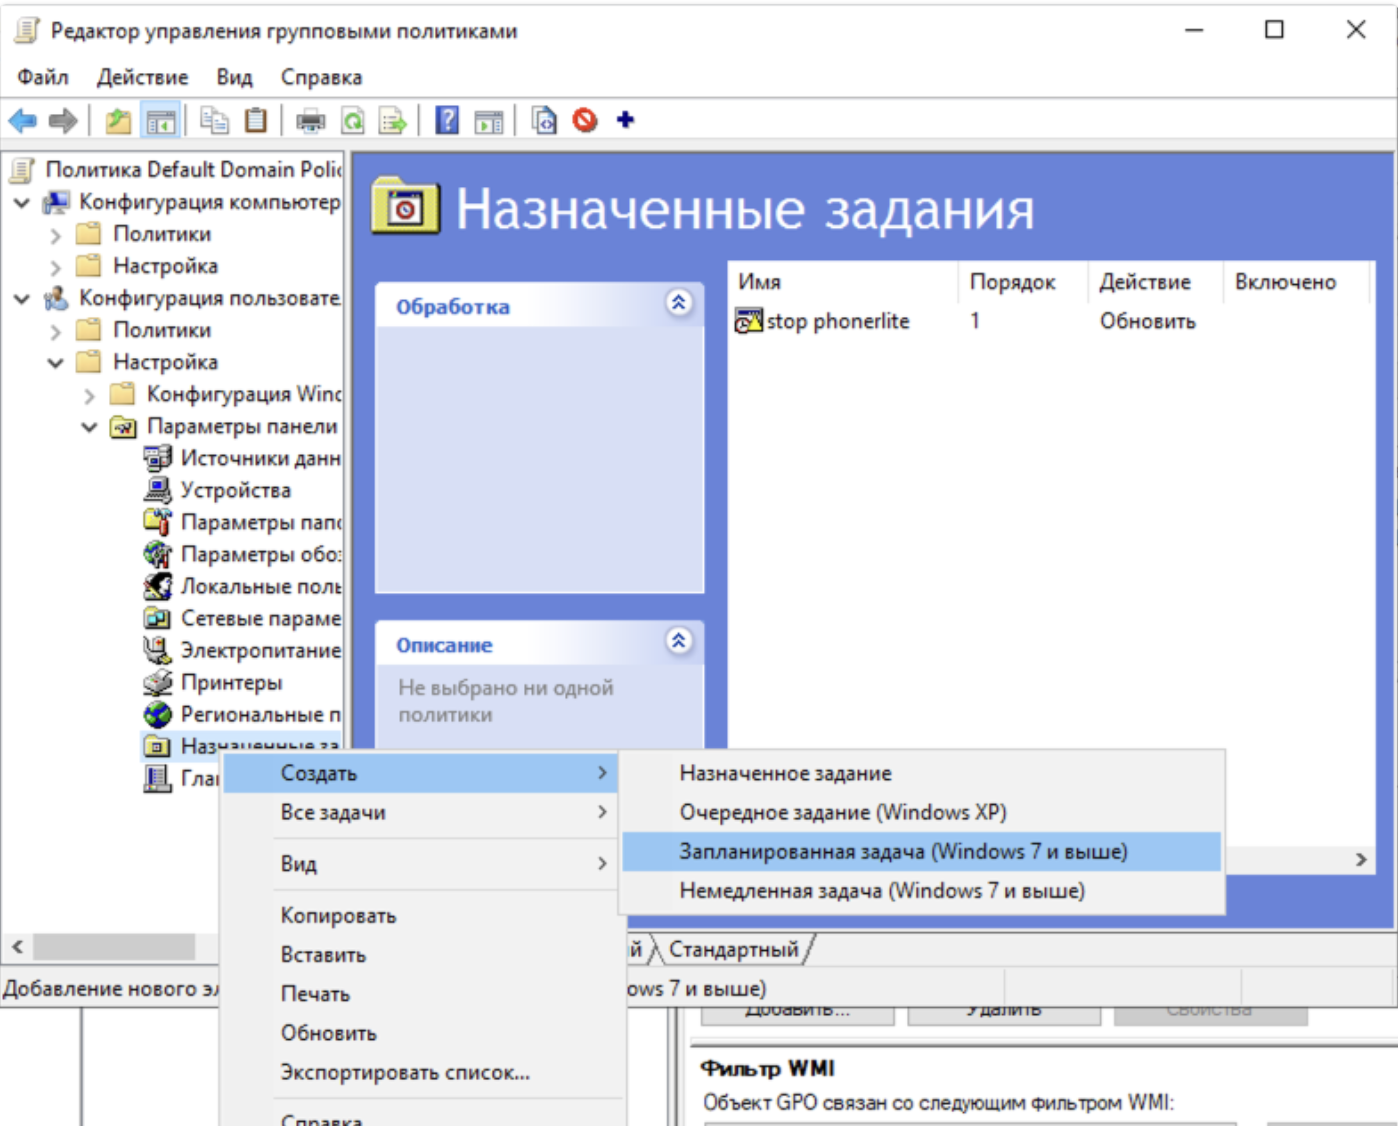 Редактор управления групповыми политиками
Файл Действие Вид Справка
Политика Default Domain Polic
Конфигурация компьютер
Политики
Настройка
Конфигурация пользовате
Политики
Настройка
Конфигурация Winc
Параметры панели
Источники данн
Устройства
Параметры папо
Параметры обо
Локальные поль
Сетевые параме
Электропитание
Принтеры
Региональные п
Назначенные за
Глав
Назначенные задания
Обработка
Описание
Не выбрано ни одной
политики
Имя Порядок Действие Включено
stop phonerlite 1 Обновить
Создать
Все задачи
Вид
Копировать
Вставить
Печать
Обновить
Экспортировать список...
Справка
Назначенное задание
Очередное задание (Windows XP)
Запланированная задача (Windows 7 и выше)
Немедленная задача (Windows 7 и выше)
й Стандартный
Добавление нового эл
ows 7 и выше)
Добавить... Удалить Свойства
Фильтр WMI
Объект GPO связан со следующим фильтром WMI: